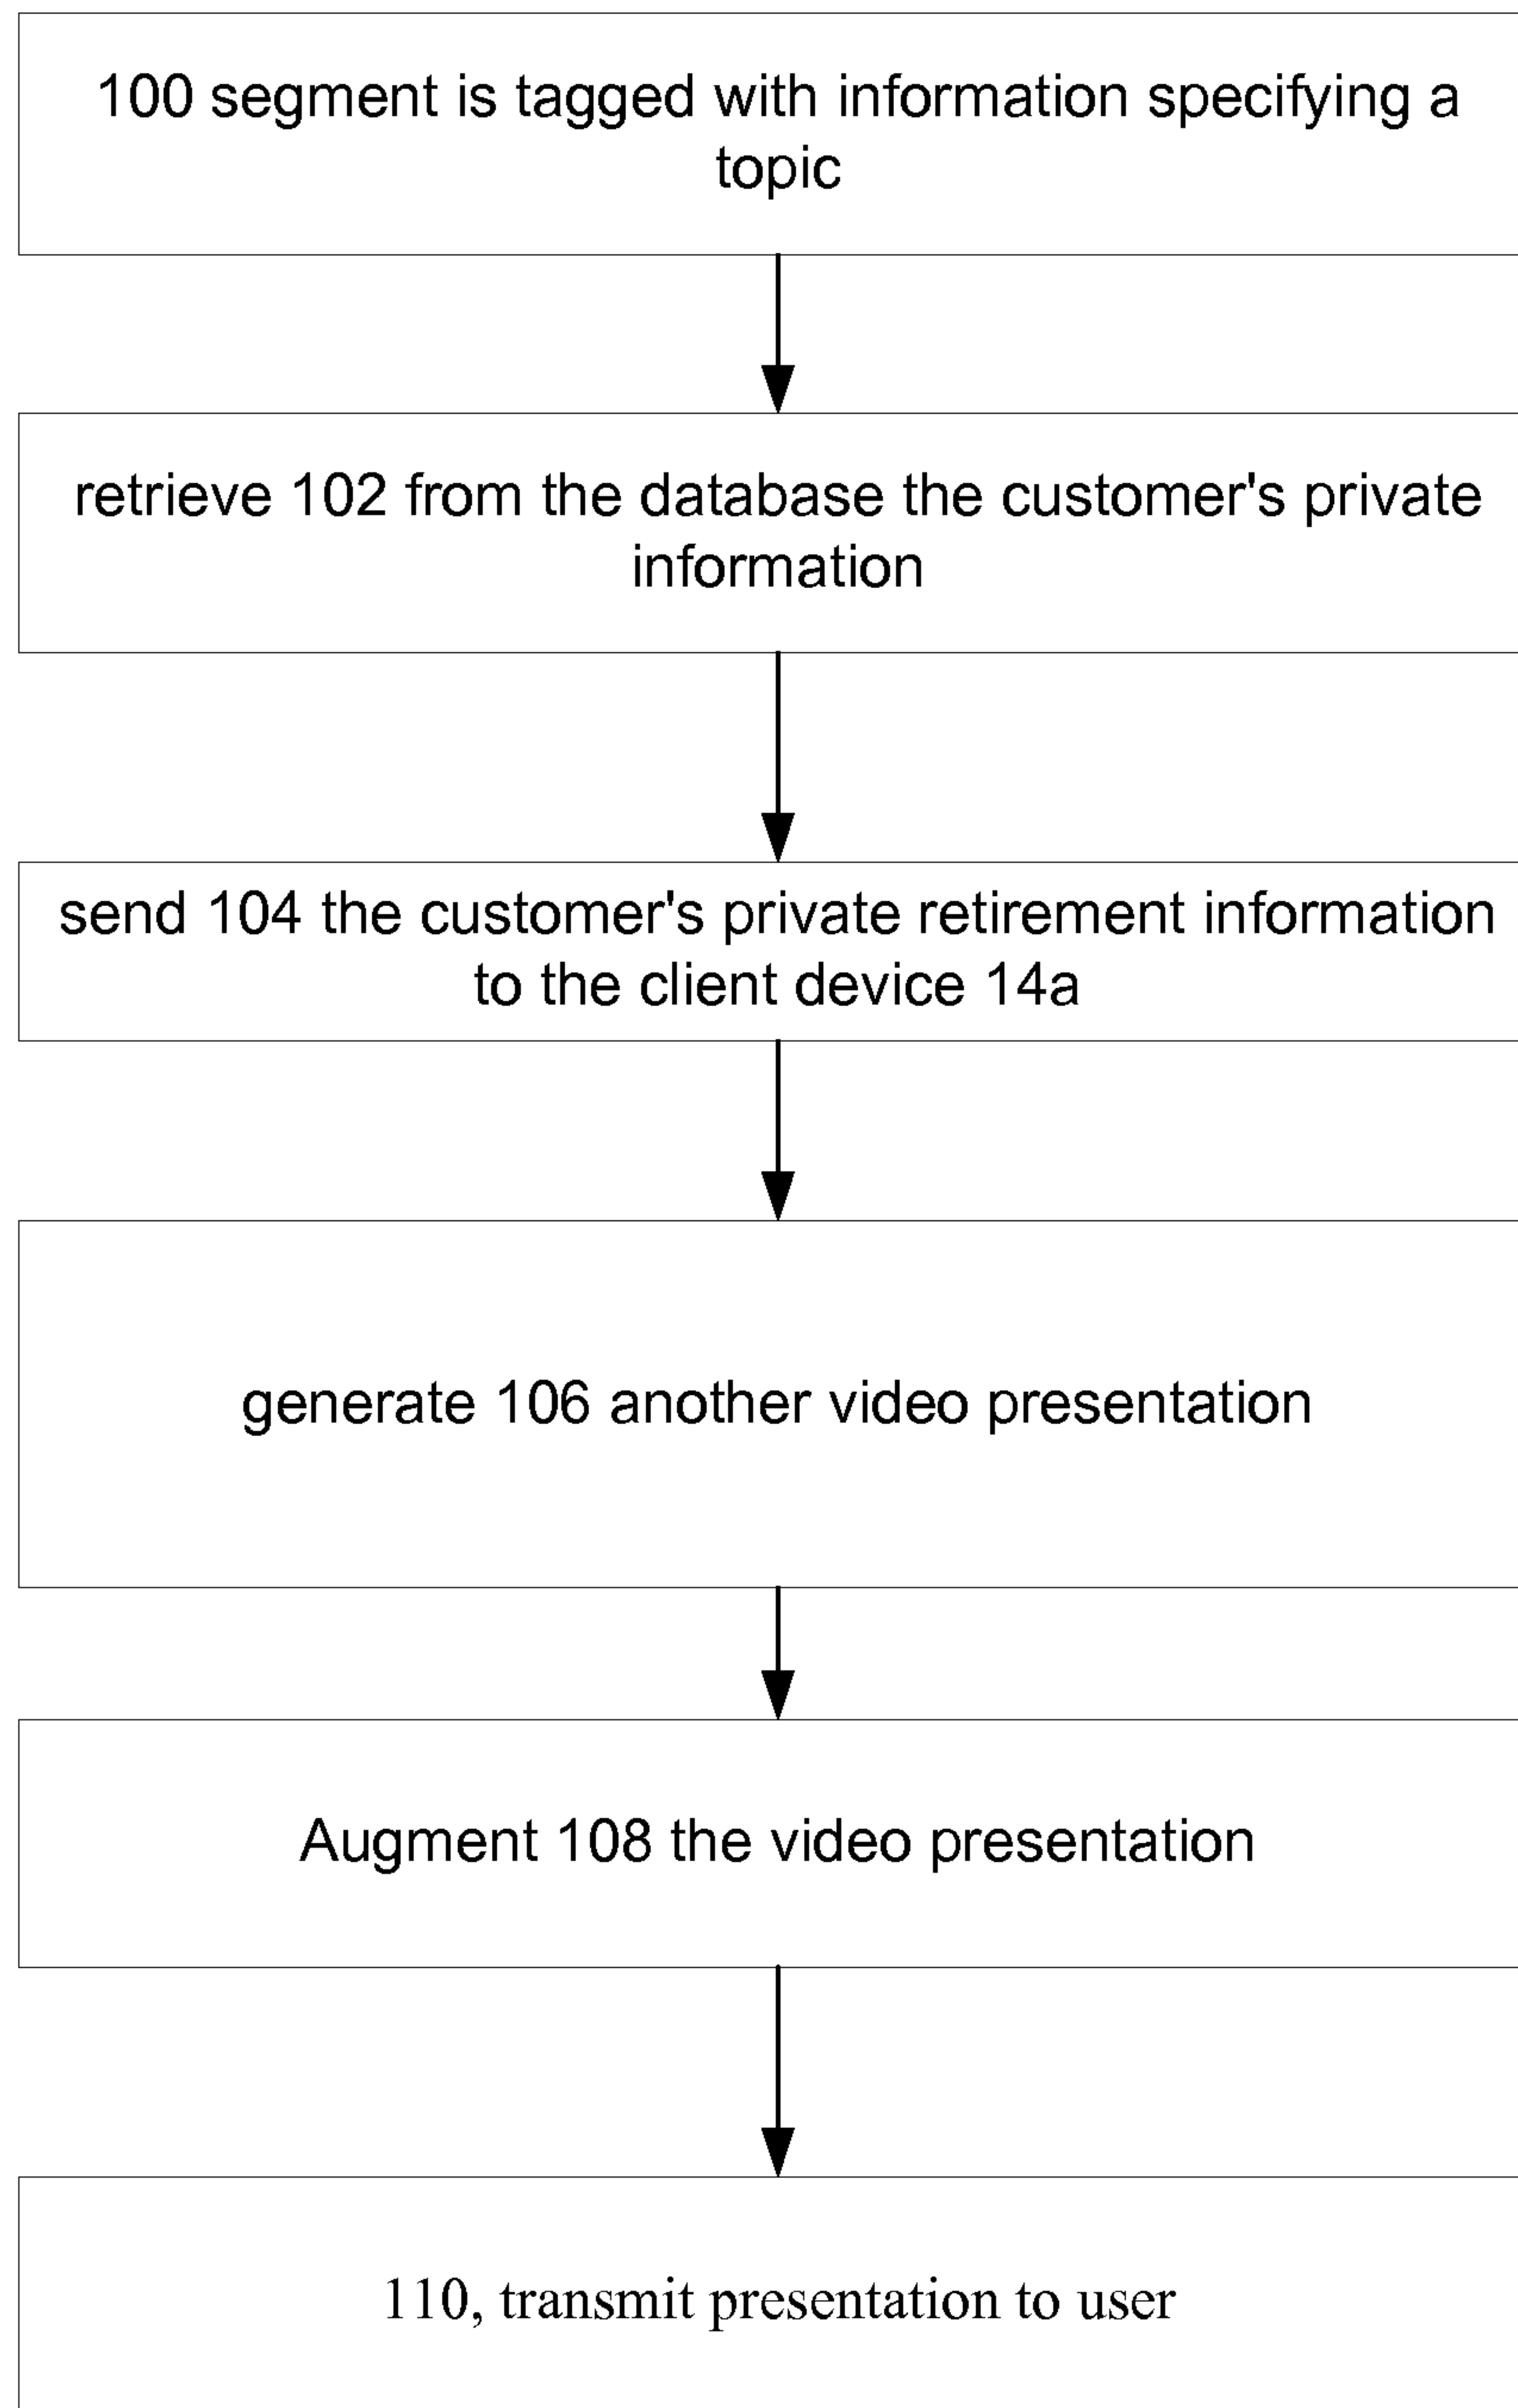 100 segment is tagged with information specifying a
topic
retrieve 102 from the database the customer's private
information
send 104 the customer's private retirement information
to the client device 14a
generate 106 another video presentation
Augment 108 the video presentation
110, transmit presentation to user